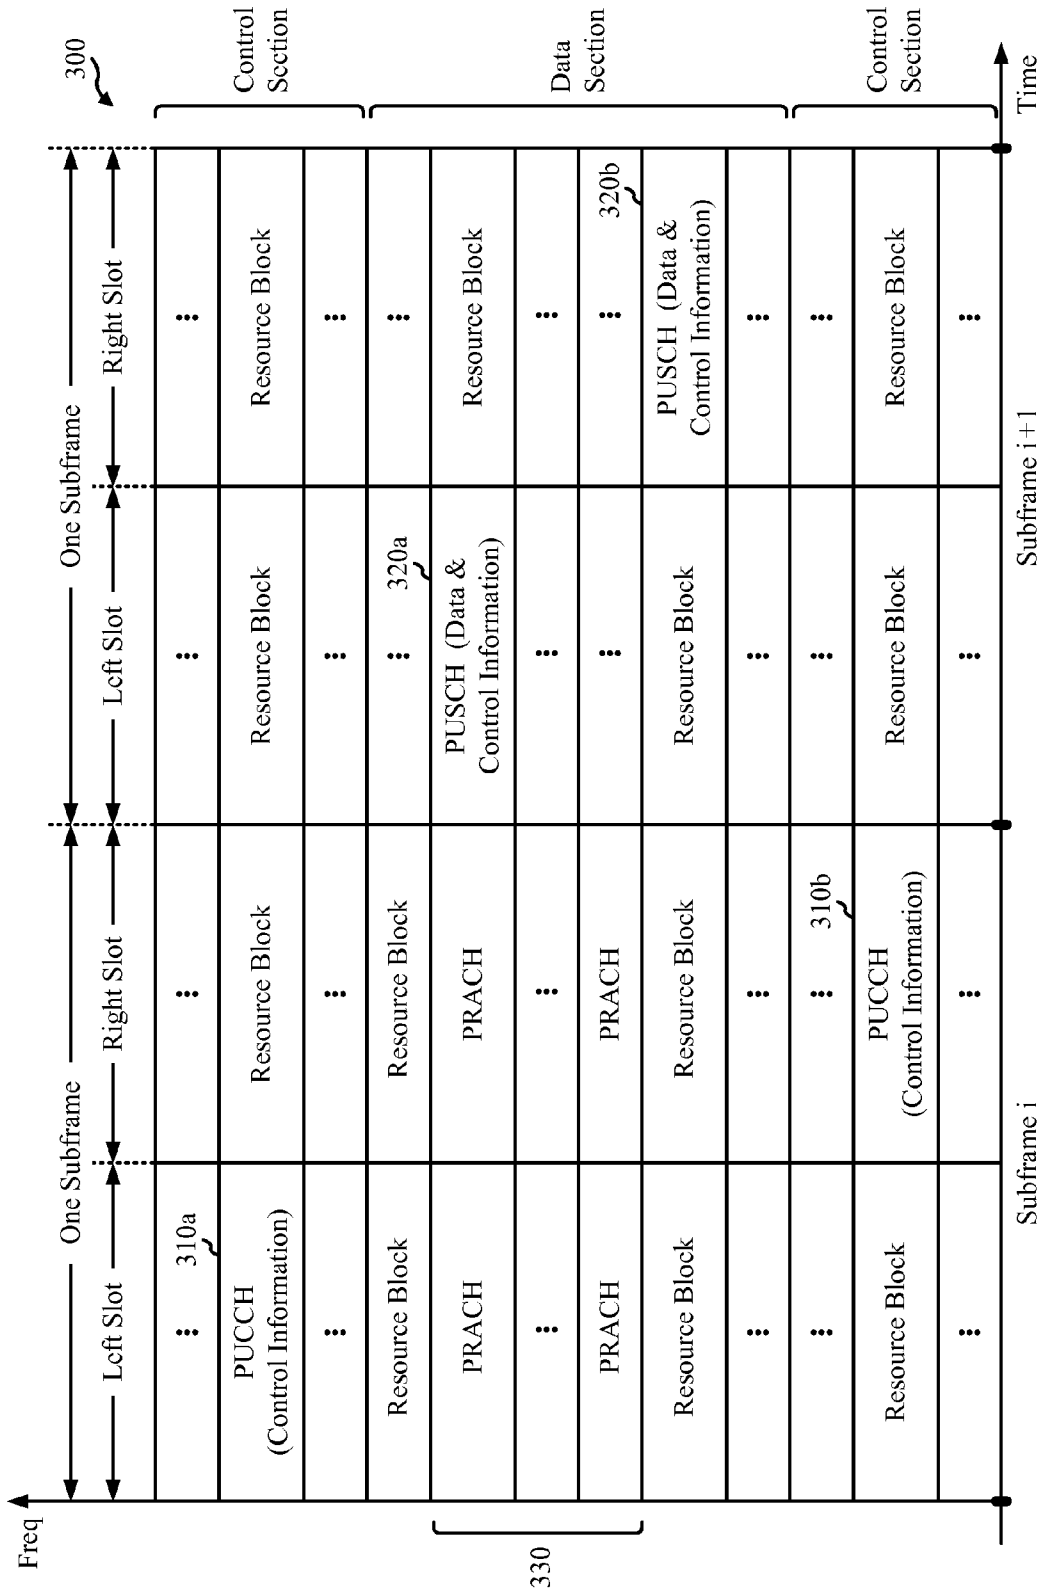 300
Freq
One Subframe
One Subframe
Left Slot
Right Slot
Left Slot
Right Slot
310a
PUCCH
(Control Information)
Resource Block
Resource Block
Resource Block
Control
Section
320a
Resource Block
Resource Block
PRACH
PRACH
PUSCH (Data &
Control Information)
Resource Block
330
PRACH
PRACH
320b
Data
Section
Resource Block
Resource Block
Resource Block
PUSCH (Data &
Control Information)
310b
Resource Block
PUCCH
(Control Information)
Resource Block
Resource Block
Control
Section
Time
Subframe i
Subframe i+1